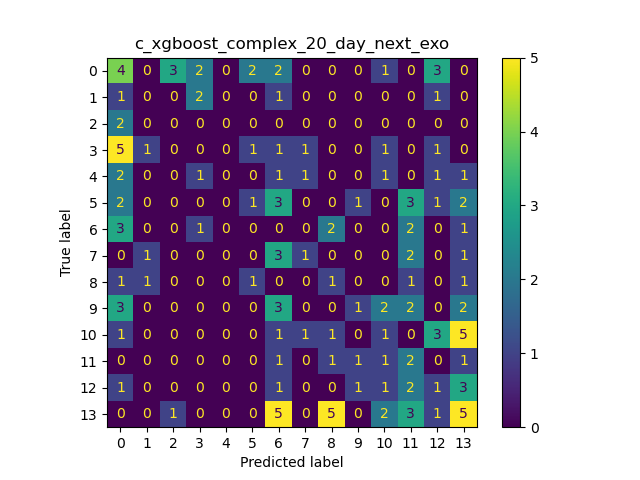 c_xgboost_complex_20_day_next_exo
0 4 0 3 2 0 2 2 0 0 0 1 0 3 0
1 1 0 0 2 0 0 1 0 0 0 0 0 1 0
2 2 0 0 0 0 0 0 0 0 0 0 0 0 0
3 5 1 0 0 0 1 1 1 0 0 1 0 1 0
4 2 0 0 1 0 0 1 1 0 0 1 0 1 1
5 2 0 0 0 0 1 3 0 0 1 0 3 1 2
6 3 0 0 1 0 0 0 0 2 0 0 2 0 1
7 0 1 0 0 0 0 3 1 0 0 0 2 0 1
8 1 1 0 0 0 1 0 0 1 0 0 1 0 1
9 3 0 0 0 0 0 3 0 0 1 2 2 0 2
10 1 0 0 0 0 0 1 1 1 0 1 0 3 5
11 0 0 0 0 0 0 1 0 1 1 1 2 0 1
12 1 0 0 0 0 0 1 0 0 1 1 2 1 3
13 0 0 1 0 0 0 5 0 5 0 2 3 1 5
0 1 2 3 4 5 6 7 8 9 10 11 12 13
Predicted label
True label
5
4
3
2
1
0